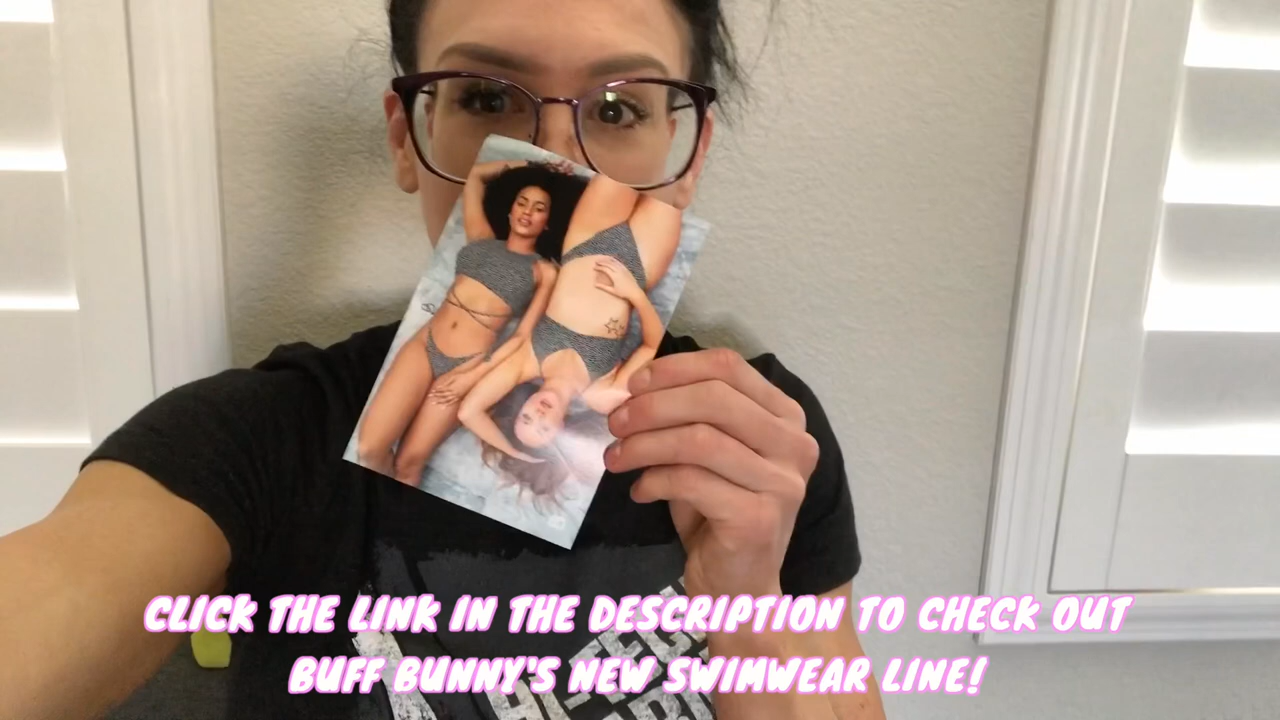 CLICK THE LINK IN THE DESCRIPTION TO CHECK OUT
BUFF BUNNY'S NEW SWIMWEAR LINE!